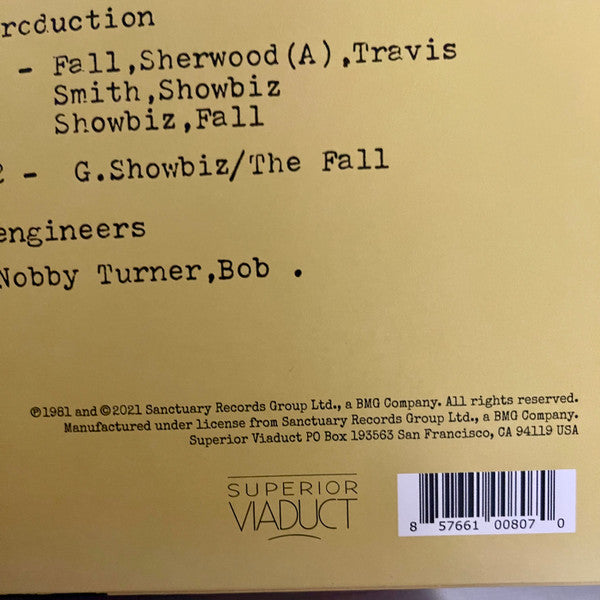 rcduction
- Fall,Sherwood(A),Travis
Smith,Showbiz
Showbiz,Fall
2 - G.Showbiz/The Fall
engineers
Nobby Turner,Bob .
℗1981 and ©2021 Sanctuary Records Group Ltd., a BMG Company. All rights reserved.
Manufactured under license from Sanctuary Records Group Ltd., a BMG Company.
Superior Viaduct PO Box 193563 San Francisco, CA 94119 USA
SUPERIOR
VIADUCT
8 57661 00807 0